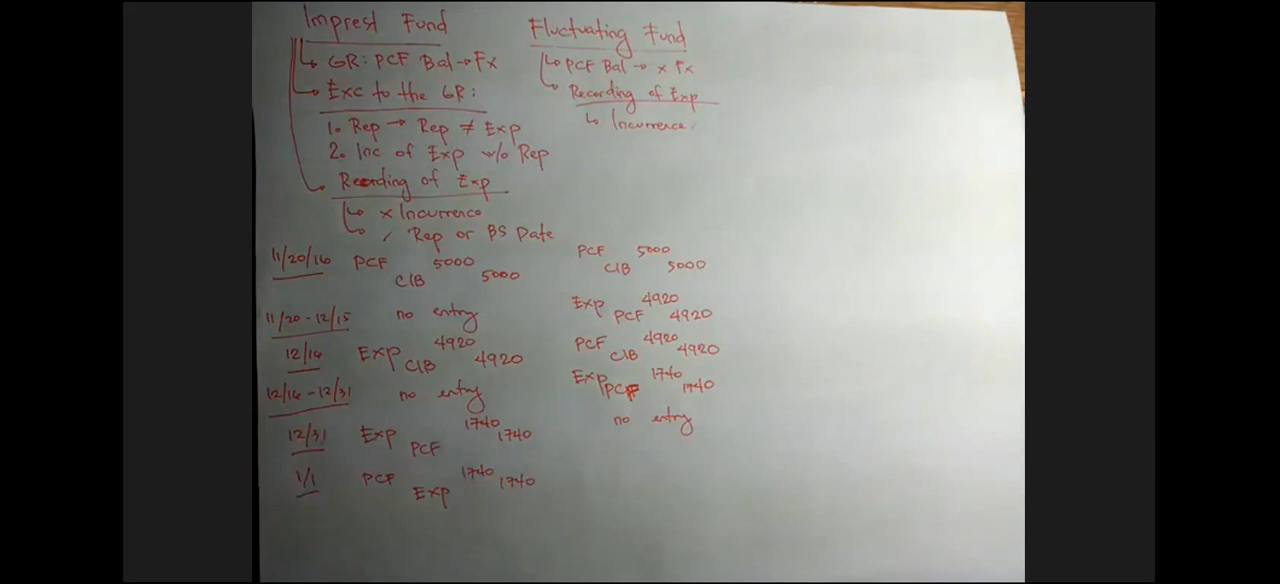 Imprest Fund
GR: PCF Bal → Fx
Exc to the GR:
1. Rep → Rep ≠ Exp
2. Inc of Exp w/o Rep
Recording of Exp
x Incurrence
✓ Rep or BS Date
Fluctuating Fund
PCF Bal → x Fx
Recording of Exp
Incurrence
11/20/16 PCF 5000
CIB 5000
PCF 5000
CIB 5000
11/20 - 12/15 no entry
Exp 4920
PCF 4920
12/16 Exp 4920
CIB 4920
PCF 4920
CIB 4920
12/16 - 12/31 no entry
Exp 1740
PCF 1740
12/31 Exp 1740
PCF 1740
no entry
1/1 PCF 1740
Exp 1740